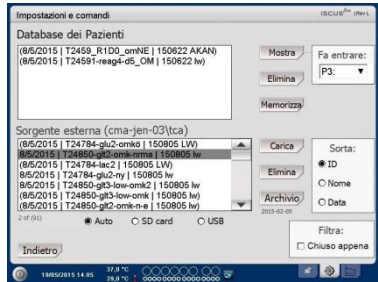 Impostazioni e comandi
ISCUS
Database dei Pazienti
(8/5/2015 | T2459_R1D0_omNE | 150622 AKAN)
(8/5/2015 | T24591-reag4-d5_OM | 150622 lw)
Mostra
Elimina
Memorizza
Fa entrare:
P3:
Sorgente esterna (cma-jen-03\tca)
(8/5/2015 | T24784-glu2-omk6 | 150805 LW)
8/5/2015 | T24850-glt2-omk-nrma | 150805 lw
(8/5/2015 | T24784-lac2 | 150805 LW)
8/5/2015 | T24784-glu2-ny | 150805 lw
8/5/2015 | T24850-glt3-low-omk2 | 150805 lw
(8/5/2015 | T24850-glt3-low-omk | 150805 lw)
(8/5/2015 | T24850-glt2-omk-n-e | 150805 lw
Carica
Elimina
Archivio
2015-02-05
Sorta:
ID
Nome
Data
2 of (91)
Auto
SD card
USB
Filtra:
Chiuso appena
Indietro
19/05/2015 14.05
37,0 °C
29,0 °C